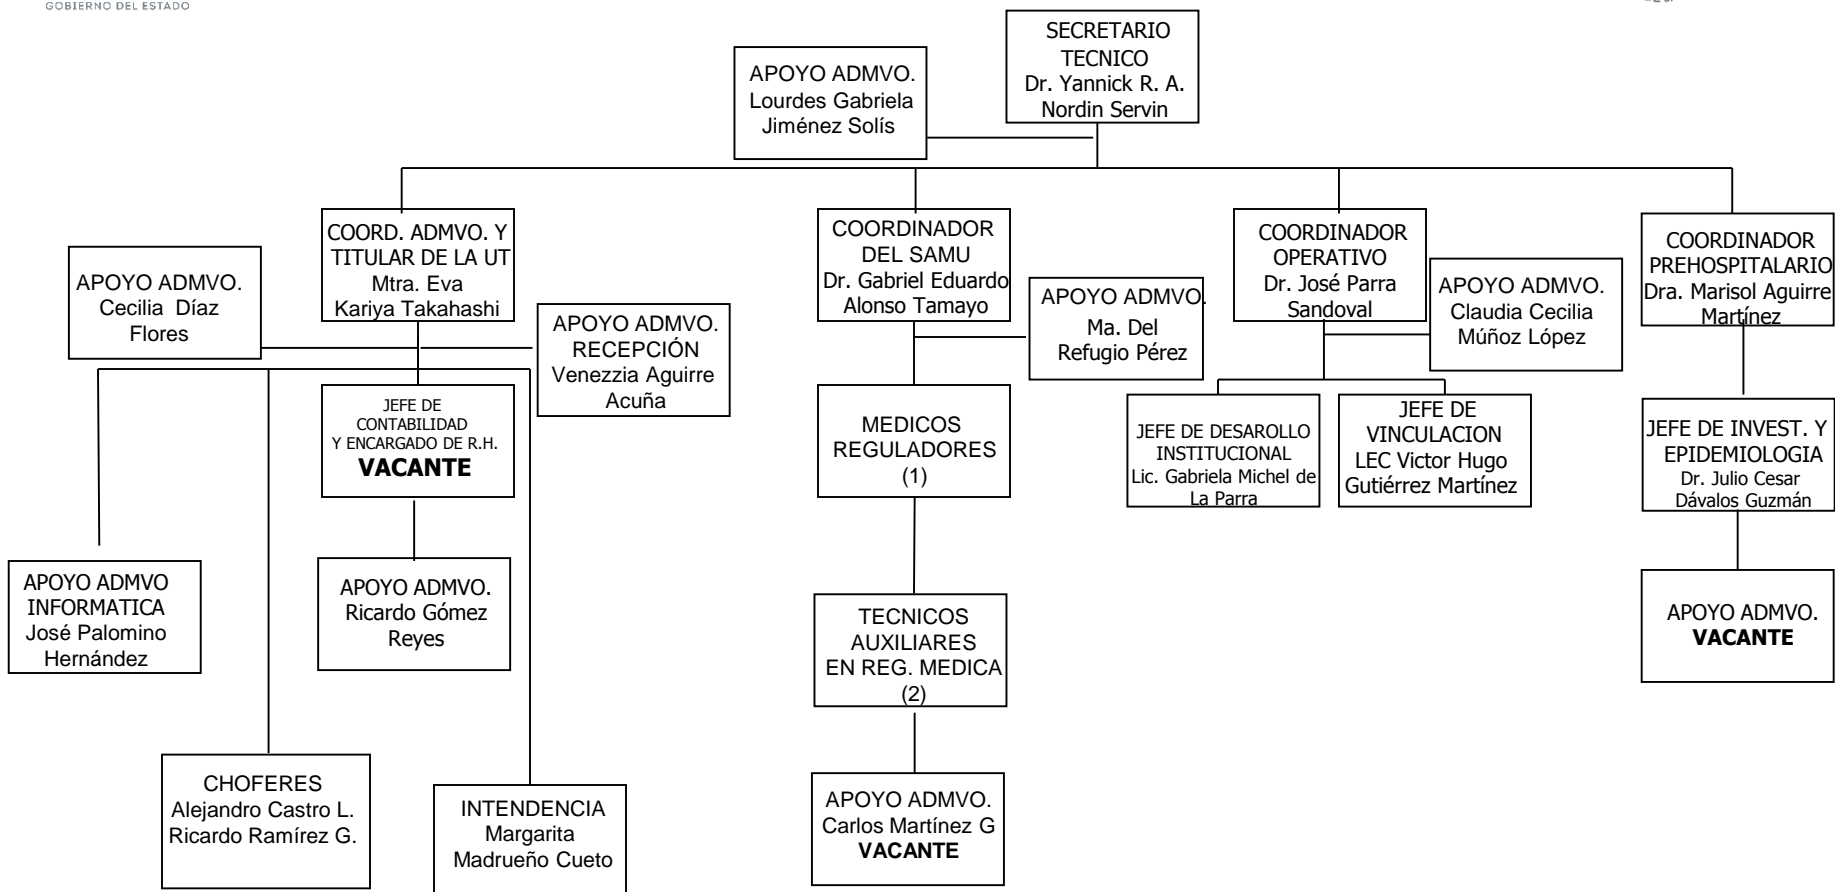 GOBIERNO DEL ESTADO
SECRETARIO
TECNICO
Dr. Yannick R. A.
Nordin Servin
APOYO ADMVO.
Lourdes Gabriela
Jiménez Solís
COORD. ADMVO. Y
TITULAR DE LA UT
Mtra. Eva
Kariya Takahashi
COORDINADOR
DEL SAMU
Dr. Gabriel Eduardo
Alonso Tamayo
COORDINADOR
OPERATIVO
Dr. José Parra
Sandoval
COORDINADOR
PREHOSPITALARIO
Dra. Marisol Aguirre
Martínez
APOYO ADMVO.
Cecilia Díaz
Flores
APOYO ADMVO.
RECEPCIÓN
Venezzia Aguirre
Acuña
APOYO ADMVO.
Ma. Del
Refugio Pérez
APOYO ADMVO.
Claudia Cecilia
Múñoz López
JEFE DE
CONTABILIDAD
Y ENCARGADO DE R.H.
VACANTE
MEDICOS
REGULADORES
(1)
JEFE DE DESAROLLO
INSTITUCIONAL
Lic. Gabriela Michel de
La Parra
JEFE DE
VINCULACION
LEC Victor Hugo
Gutiérrez Martínez
JEFE DE INVEST. Y
EPIDEMIOLOGIA
Dr. Julio Cesar
Dávalos Guzmán
APOYO ADMVO
INFORMATICA
José Palomino
Hernández
APOYO ADMVO.
Ricardo Gómez
Reyes
TECNICOS
AUXILIARES
EN REG. MEDICA
(2)
APOYO ADMVO.
VACANTE
CHOFERES
Alejandro Castro L.
Ricardo Ramírez G.
INTENDENCIA
Margarita
Madrueño Cueto
APOYO ADMVO.
Carlos Martínez G
VACANTE